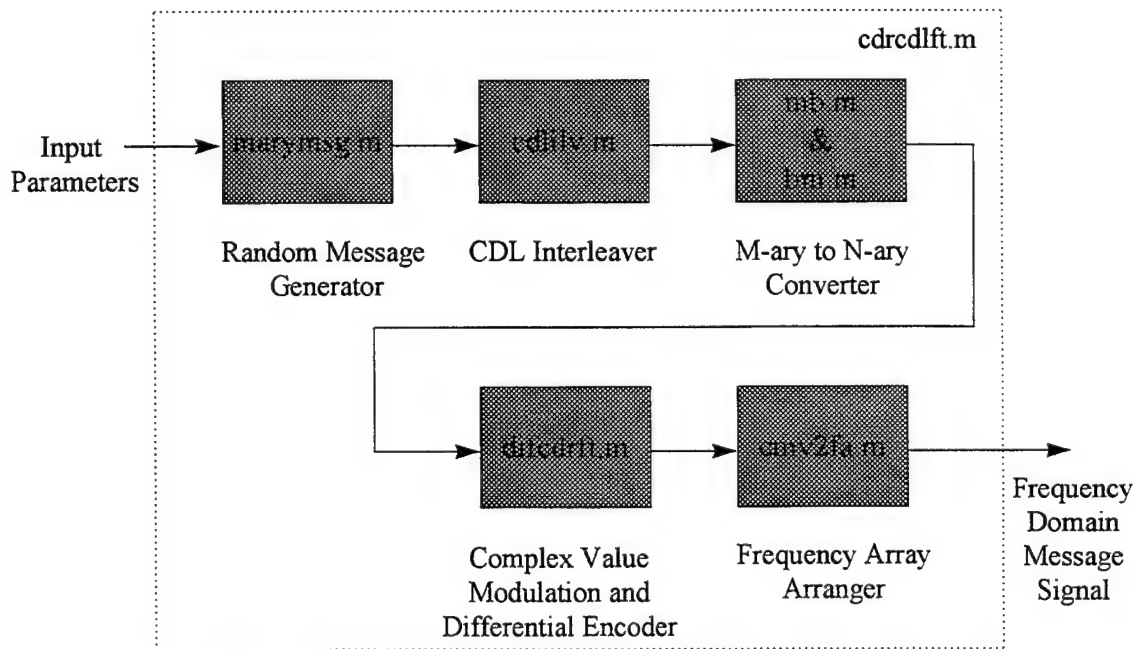 cdrcdlft.m
Input
Parameters
marymsg.m
cdlilv.m
mb.m
&
bm.m
Random Message
Generator
CDL Interleaver
M-ary to N-ary
Converter
cmv2fa.m
Complex Value
Modulation and
Differential Encoder
Frequency Array
Arranger
Frequency
Domain
Message
Signal